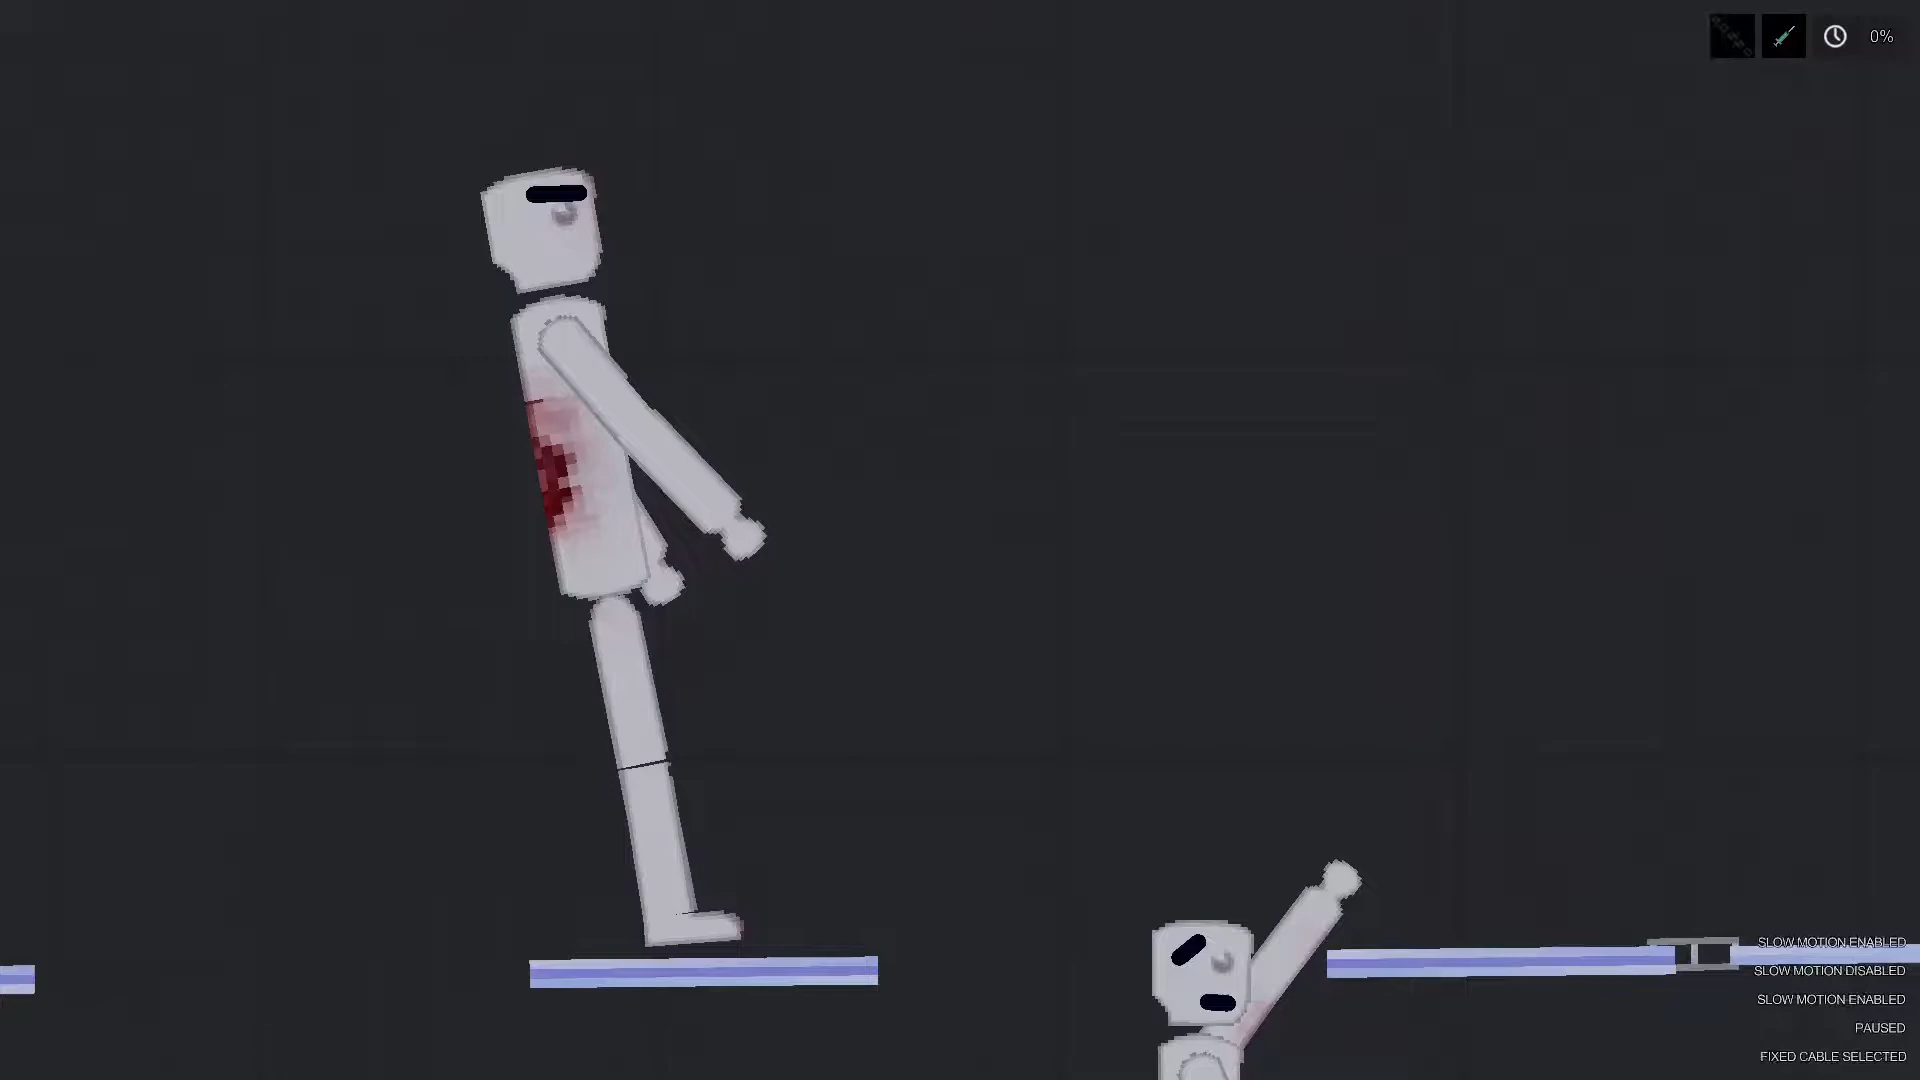 0%
SLOW MOTION ENABLED
SLOW MOTION DISABLED
SLOW MOTION ENABLED
PAUSED
FIXED CABLE SELECTED